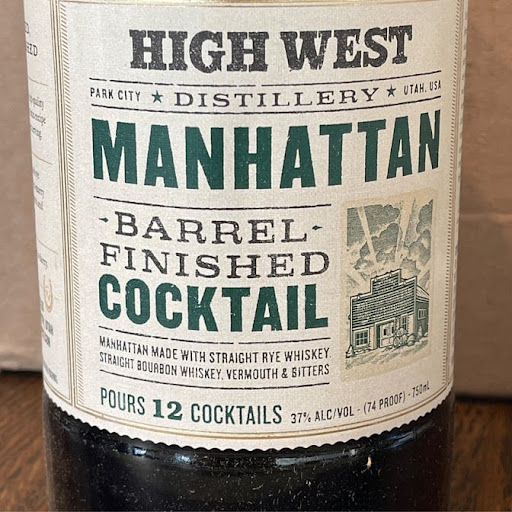 HIGH WEST
PARK CITY ★ DISTILLERY ★ UTAH, USA
MANHATTAN
-BARREL-
FINISHED
COCKTAIL
MANHATTAN MADE WITH STRAIGHT RYE WHISKEY
STRAIGHT BOURBON WHISKEY, VERMOUTH & BITTERS
POURS 12 COCKTAILS 37% ALC/VOL - (74 PROOF) - 750mL